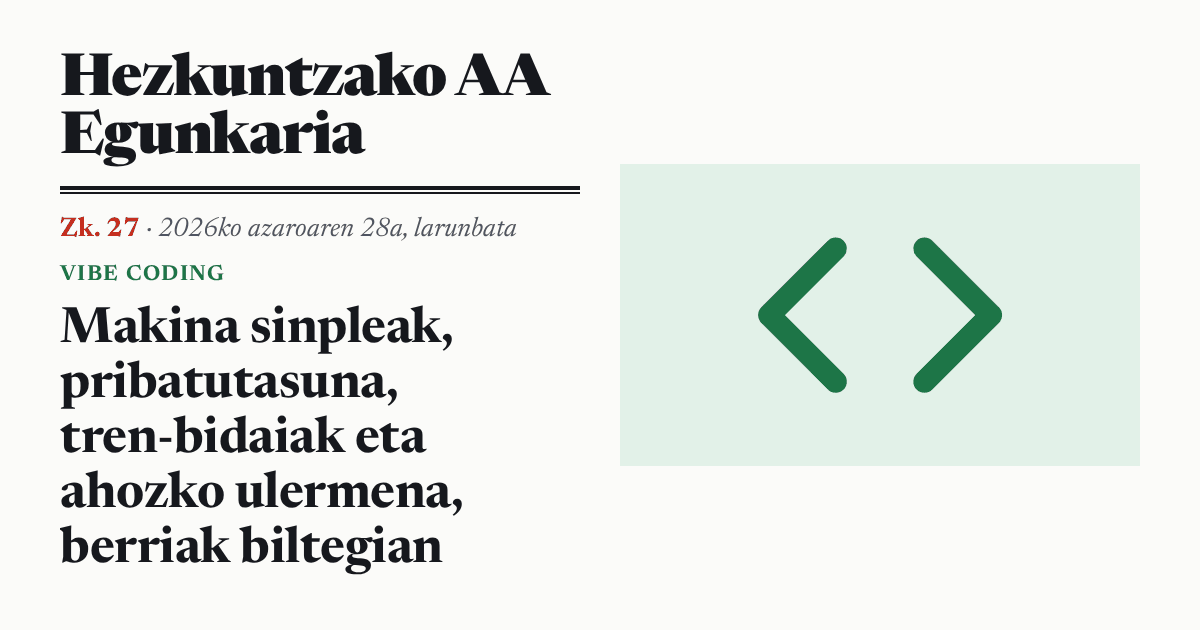 Hezkuntzako AA
Egunkaria
Zk. 27 · 2026ko azaroaren 28a, larunbata
VIBE CODING
Makina sinpleak,
pribatutasuna,
tren-bidaiak eta
ahozko ulermena,
berriak biltegian